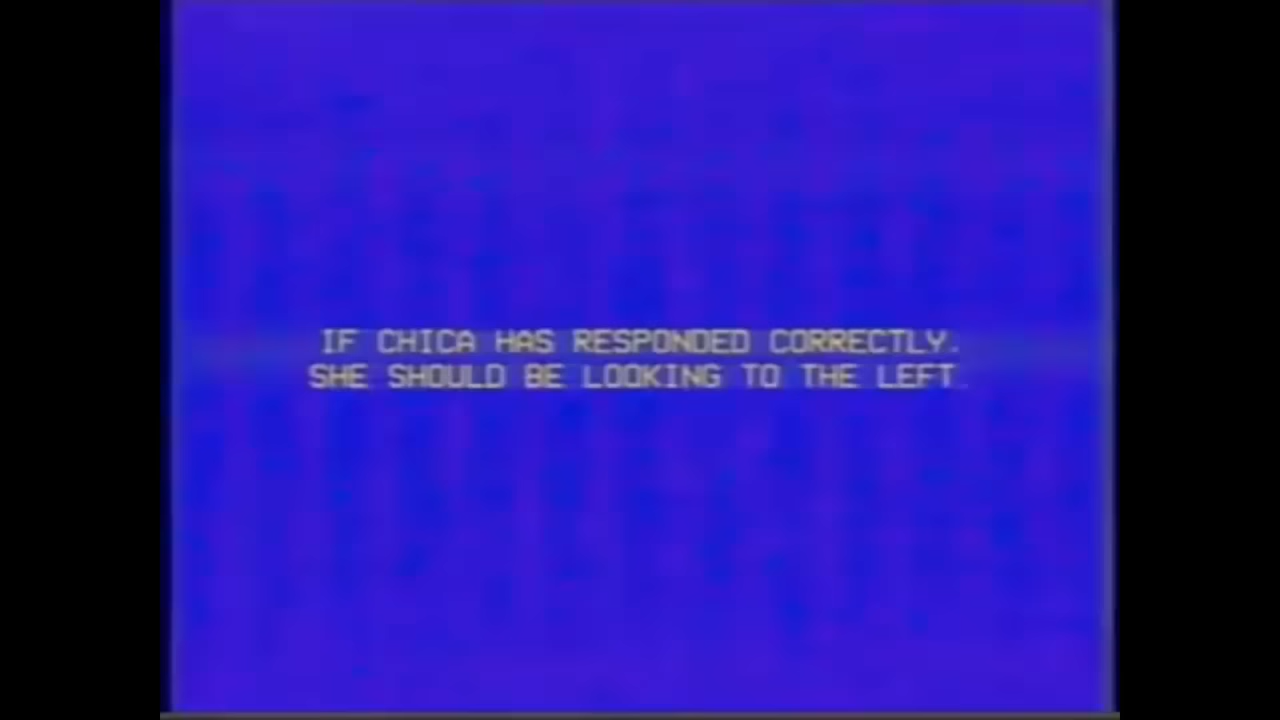 IF CHICA HAS RESPONDED CORRECTLY.
SHE SHOULD BE LOOKING TO THE LEFT.